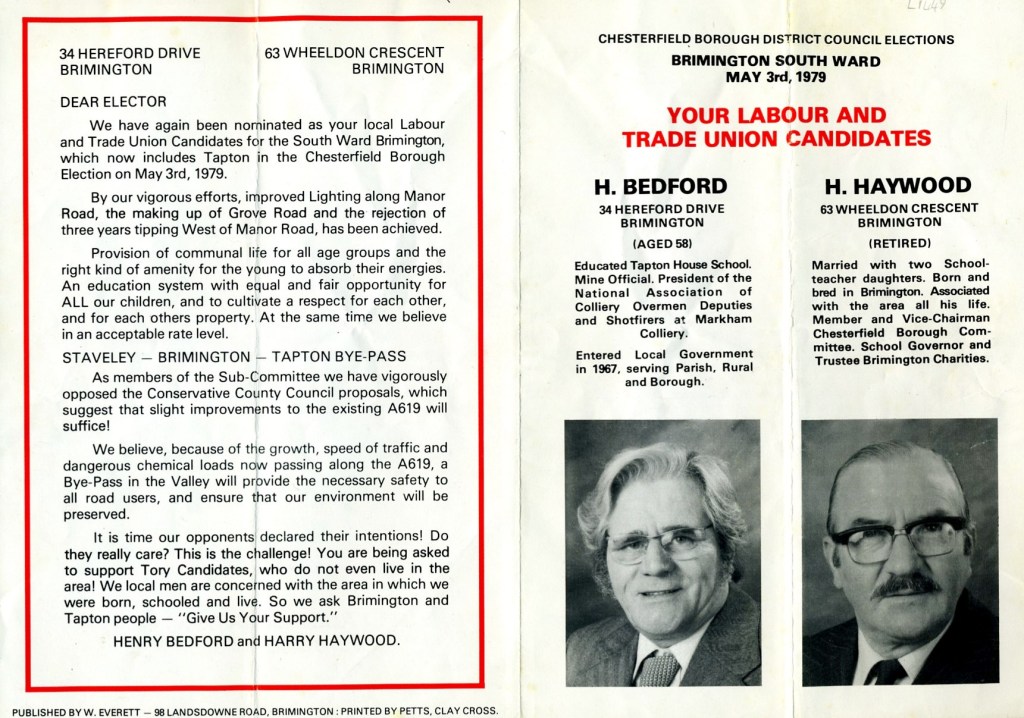 34 HEREFORD DRIVE
BRIMINGTON
63 WHEELDON CRESCENT
BRIMINGTON
DEAR ELECTOR
We have again been nominated as your local Labour
and Trade Union Candidates for the South Ward Brimington,
which now includes Tapton in the Chesterfield Borough
Election on May 3rd, 1979.
By our vigorous efforts, improved Lighting along Manor
Road, the making up of Grove Road and the rejection of
three years tipping West of Manor Road, has been achieved.
Provision of communal life for all age groups and the
right kind of amenity for the young to absorb their energies.
An education system with equal and fair opportunity for
ALL our children, and to cultivate a respect for each other,
and for each others property. At the same time we believe
in an acceptable rate level.
STAVELEY — BRIMINGTON — TAPTON BYE-PASS
As members of the Sub-Committee we have vigorously
opposed the Conservative County Council proposals, which
suggest that slight improvements to the existing A619 will
suffice!
We believe, because of the growth, speed of traffic and
dangerous chemical loads now passing along the A619, a
Bye-Pass in the Valley will provide the necessary safety to
all road users, and ensure that our environment will be
preserved.
It is time our opponents declared their intentions! Do
they really care? This is the challenge! You are being asked
to support Tory Candidates, who do not even live in the
area! We local men are concerned with the area in which we
were born, schooled and live. So we ask Brimington and
Tapton people — "Give Us Your Support."
HENRY BEDFORD and HARRY HAYWOOD.
PUBLISHED BY W. EVERETT — 98 LANDSDOWNE ROAD, BRIMINGTON : PRINTED BY PETTS, CLAY CROSS.
CHESTERFIELD BOROUGH DISTRICT COUNCIL ELECTIONS
BRIMINGTON SOUTH WARD
MAY 3rd, 1979
YOUR LABOUR AND
TRADE UNION CANDIDATES
H. BEDFORD
34 HEREFORD DRIVE
BRIMINGTON
(AGED 58)
Educated Tapton House School.
Mine Official. President of the
National Association of
Colliery Overmen Deputies
and Shotfirers at Markham
Colliery.
Entered Local Government
in 1967, serving Parish, Rural
and Borough.
H. HAYWOOD
63 WHEELDON CRESCENT
BRIMINGTON
(RETIRED)
Married with two School-
teacher daughters. Born and
bred in Brimington. Associated
with the area all his life.
Member and Vice-Chairman
Chesterfield Borough Com-
mittee. School Governor and
Trustee Brimington Charities.